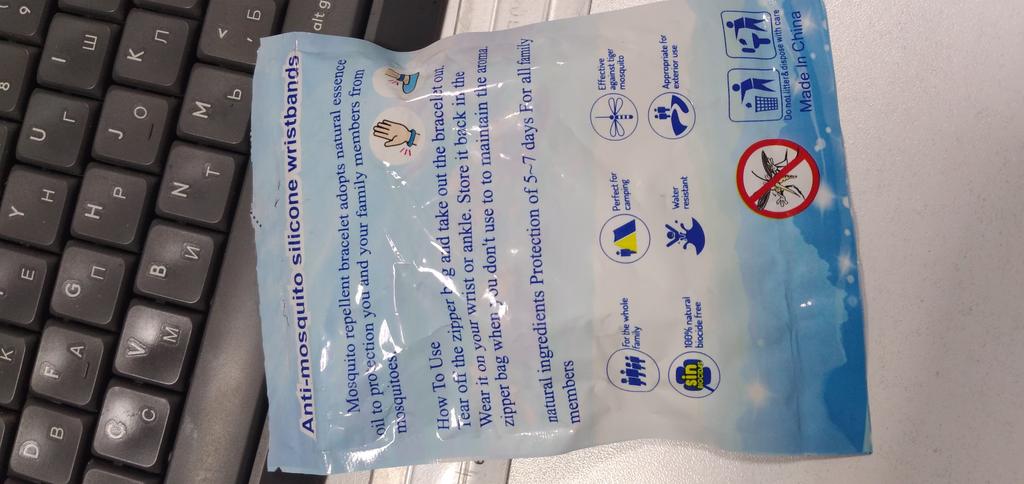 Anti-mosquito silicone wristbands
Mosquito repellent bracelet adopts natural essence
oil to protection you and your family members from
mosquitoes.
How To Use
Tear off the zipper bag and take out the bracelet out.
Wear it on your wrist or ankle. Store it back in the
zipper bag when you don't use to to maintain the aroma.
natural ingredients Protection of 5~7 days For all family
members
For the whole
family
Perfect for
camping
Effective
against tiger
mosquito
100% natural
biocide free
sin
Water
resistant
Appropriate for
exterior use
Do not litter & dispose with care
Made In China
9
8
I
Ш
U
Г
Y
Н
Е
К
К
Л
J
О
H
Р
G
П
F
А
D
В
<
Б
,
M
Ь
N
Т
B
И
V
М
C
С
alt g